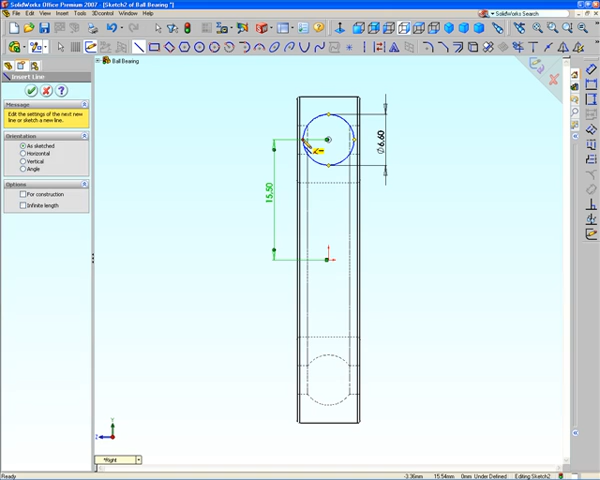 SolidWorks Office Premium 2007 - [Sketch2 of Ball Bearing *]
File Edit View Insert Tools 3Dcontrol Window Help
SolidWorks Search
Insert Line
Ball Bearing
Message
Edit the settings of the next new
line or sketch a new line.
Orientation
As sketched
Horizontal
Vertical
Angle
Options
For construction
Infinite length
Ø6.60
15.50
Y
Z
*Right
Ready
-3.36mm 15.54mm 0mm Under Defined Editing Sketch2